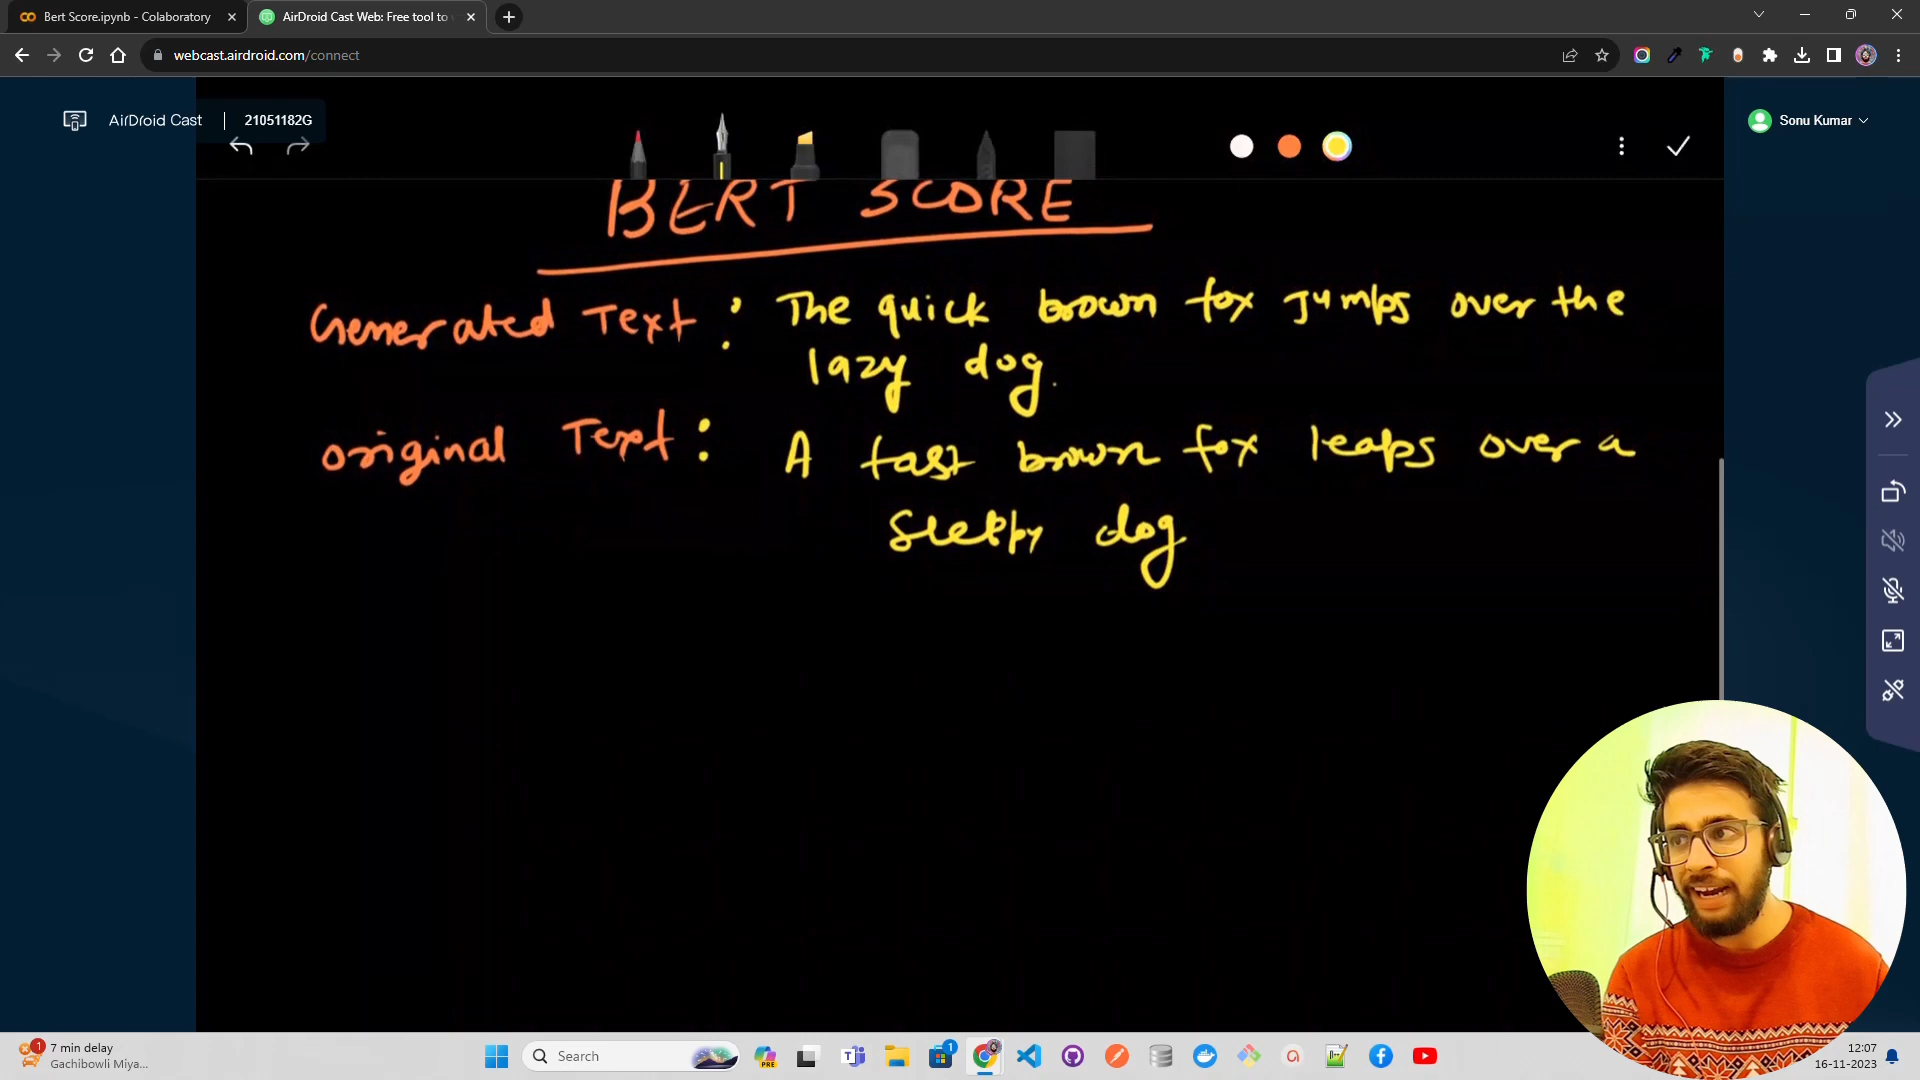 Bert Score.ipynb - Colaboratory
AirDroid Cast Web: Free tool to
webcast.airdroid.com/connect
AirDroid Cast | 21051182G
Sonu Kumar
BERT SCORE
Generated Text : The quick brown fox Jumps over the
lazy dog.
original Text : A fast brown fox leaps over a
Sleepy dog
7 min delay
Gachibowli Miya...
Search
12:07
16-11-2023